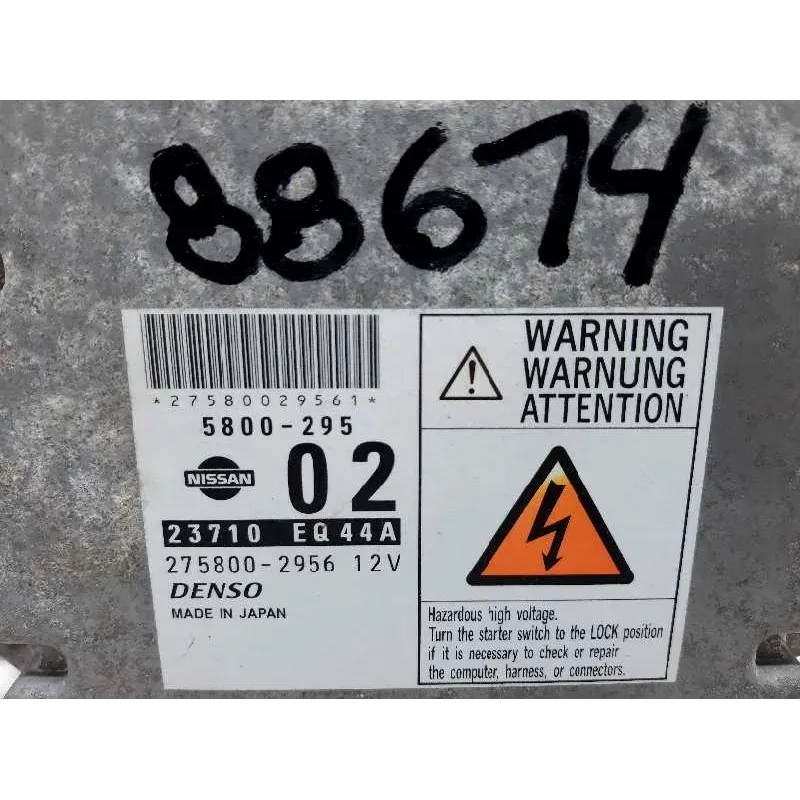 88674
*27580029561*
5800-295
NISSAN
02
23710 EQ44A
275800-2956 12V
DENSO
MADE IN JAPAN
WARNING
WARNUNG
ATTENTION
Hazardous high voltage.
Turn the starter switch to the LOCK position
if it is necessary to check or repair
the computer, harness, or connectors.